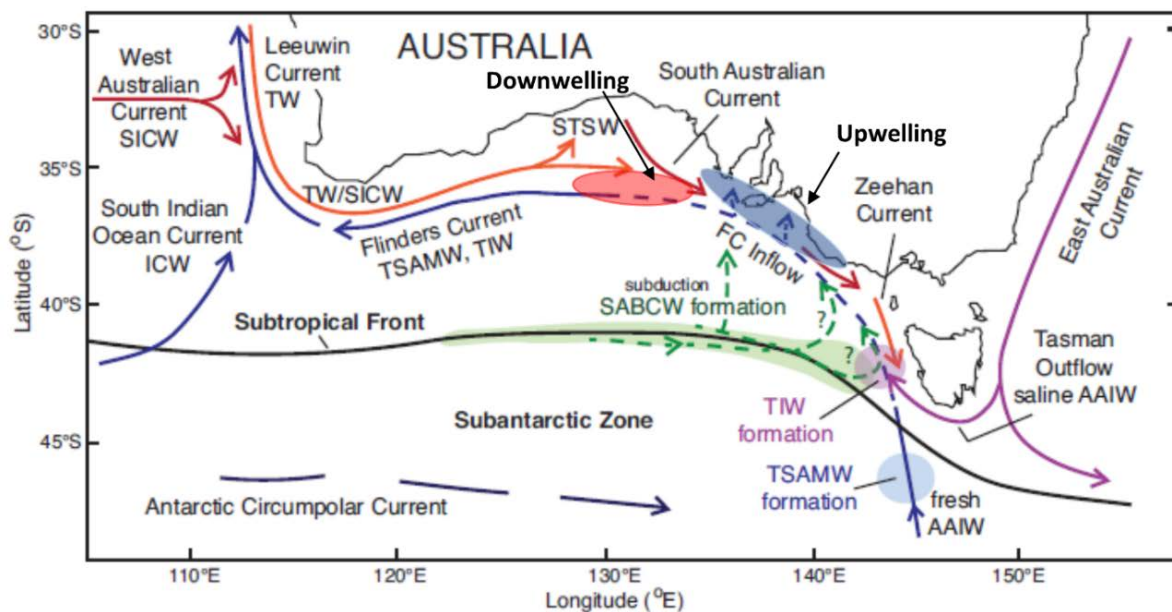 30°S
35°S
40°S
45°S
Latitude (°S)
West
Australian
Current
SICW
Leeuwin
Current
TW
AUSTRALIA
Downwelling
South Australian
Current
STSW
Upwelling
TW/SICW
Zeehan
Current
East Australian
Current
South Indian
Ocean Current
ICW
Flinders Current
TSAMW, TIW
FC Inflow
subduction
SABCW formation
?
?
Subtropical Front
Tasman
Outflow
saline AAIW
TIW
formation
Subantarctic Zone
TSAMW
formation
fresh
AAIW
Antarctic Circumpolar Current
110°E
120°E
130°E
140°E
150°E
Longitude (°E)